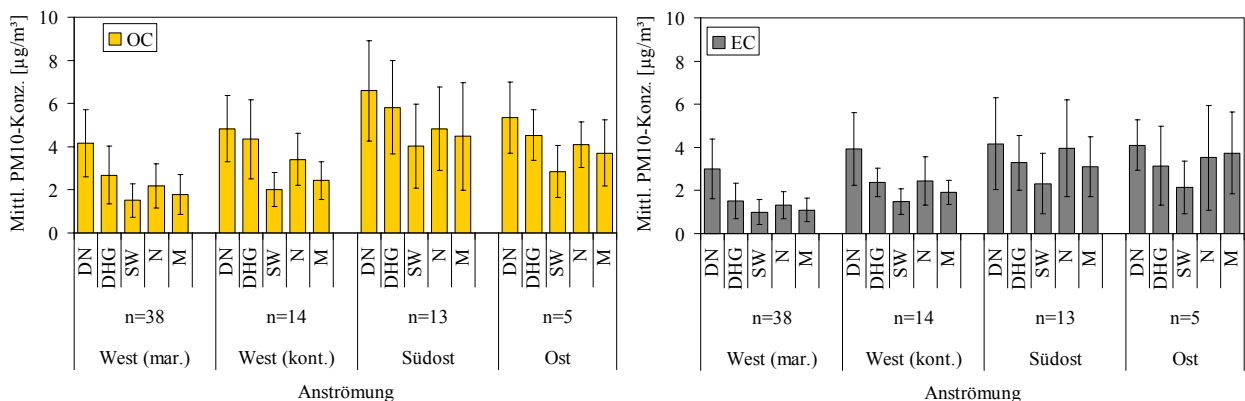 Mittl. PM10-Konz. [µg/m³]
10
8
6
4
2
0
OC
DN DHG SW N M DN DHG SW N M DN DHG SW N M DN DHG SW N M
n=38 n=14 n=13 n=5
West (mar.) West (kont.) Südost Ost
Anströmung
Mittl. PM10-Konz. [µg/m³]
10
8
6
4
2
0
EC
DN DHG SW N M DN DHG SW N M DN DHG SW N M DN DHG SW N M
n=38 n=14 n=13 n=5
West (mar.) West (kont.) Südost Ost
Anströmung